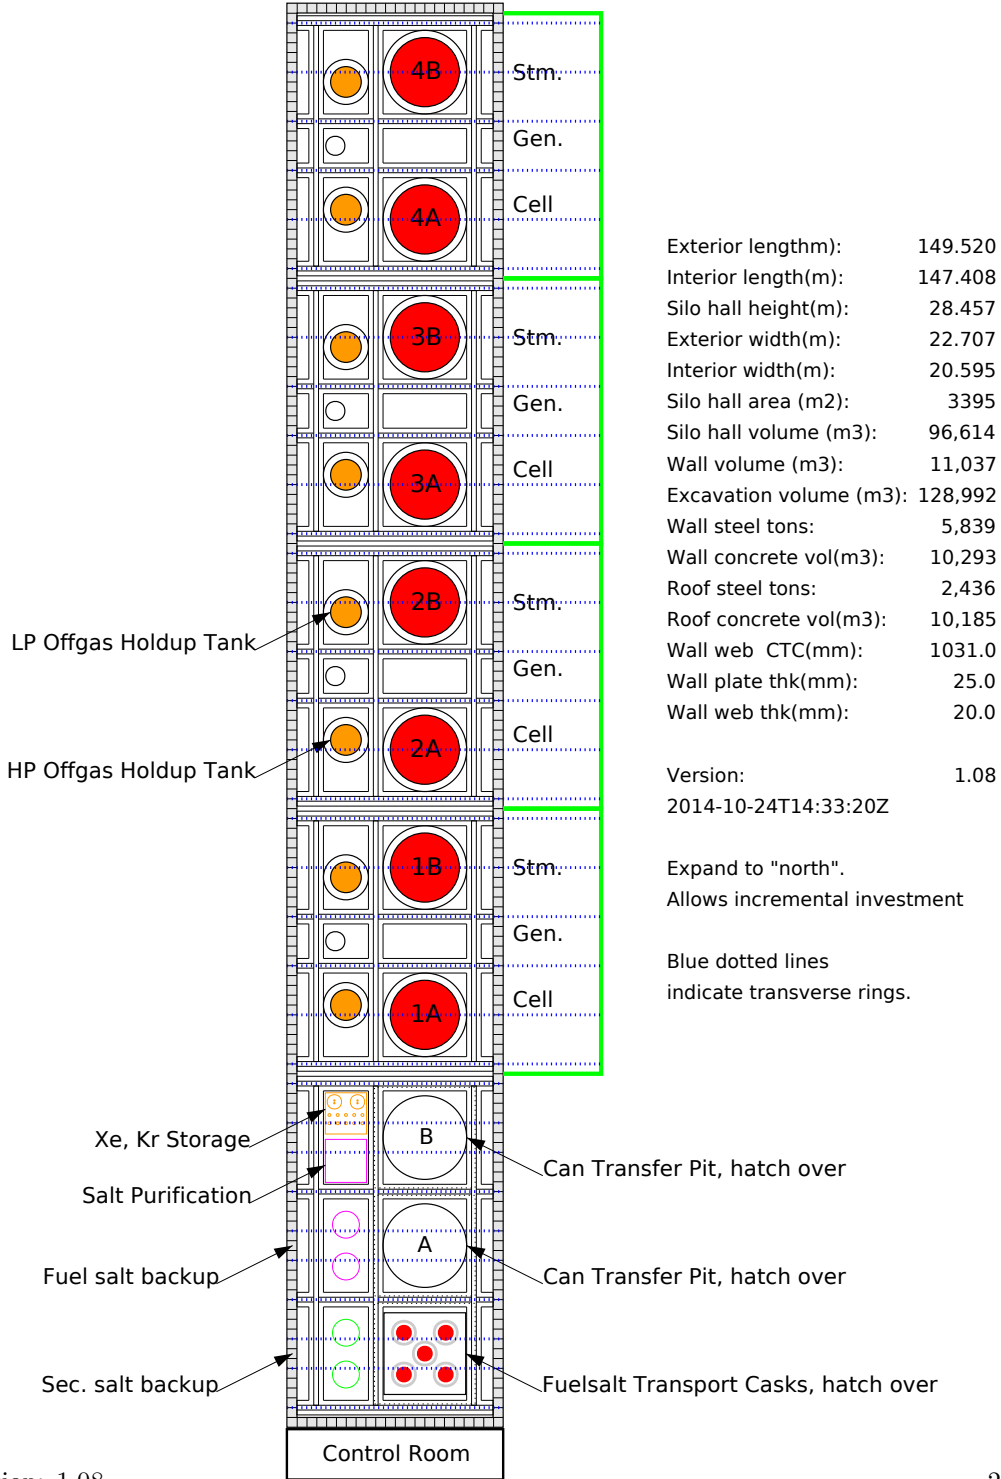 4B
Stm.
Gen.
4A
Cell
Exterior lengthm): 149.520
Interior length(m): 147.408
Silo hall height(m): 28.457
Exterior width(m): 22.707
Interior width(m): 20.595
Silo hall area (m2): 3395
Silo hall volume (m3): 96,614
Wall volume (m3): 11,037
Excavation volume (m3): 128,992
Wall steel tons: 5,839
Wall concrete vol(m3): 10,293
Roof steel tons: 2,436
Roof concrete vol(m3): 10,185
Wall web CTC(mm): 1031.0
Wall plate thk(mm): 25.0
Wall web thk(mm): 20.0
Version: 1.08
2014-10-24T14:33:20Z
Expand to "north".
Allows incremental investment
Blue dotted lines
indicate transverse rings.
3B
Stm.
Gen.
3A
Cell
2B
Stm.
LP Offgas Holdup Tank
Gen.
2A
Cell
HP Offgas Holdup Tank
1B
Stm.
Gen.
1A
Cell
Xe, Kr Storage
B
Can Transfer Pit, hatch over
Salt Purification
A
Fuel salt backup
Can Transfer Pit, hatch over
Sec. salt backup
Fuelsalt Transport Casks, hatch over
Control Room
1.08